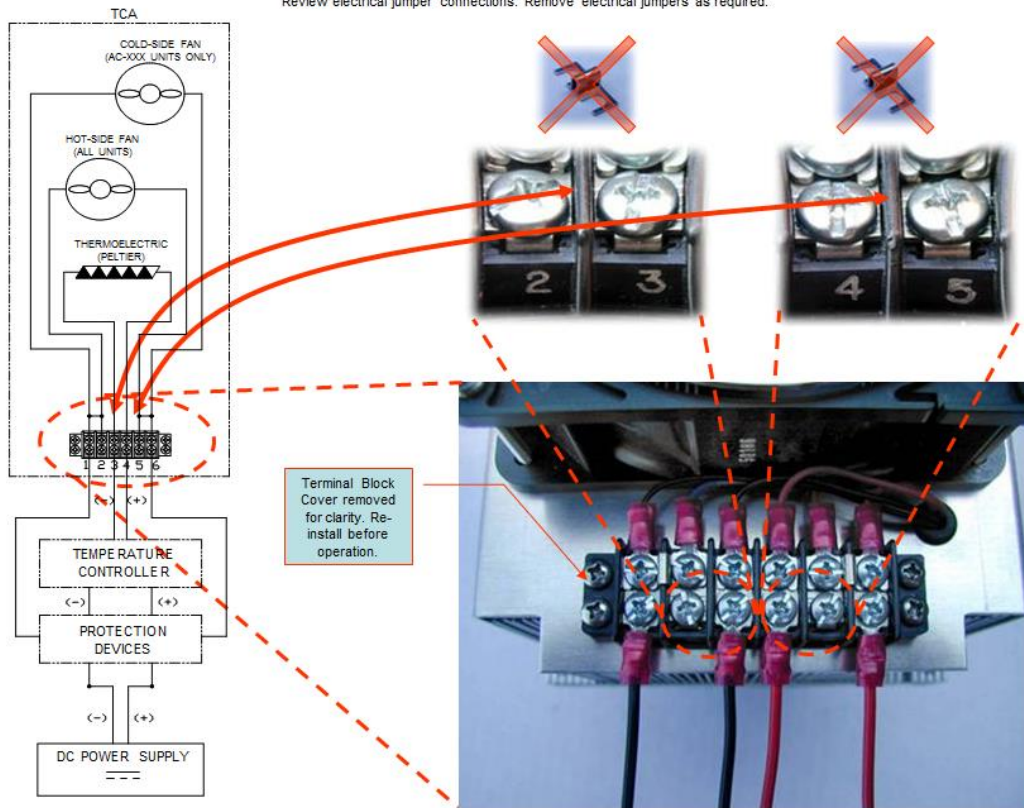 Review electrical jumper connections. Remove electrical jumpers as required.
TCA
COLD-SIDE FAN
(AC-XXX UNITS ONLY)
HOT-SIDE FAN
(ALL UNITS)
THERMOELECTRIC
(PELTIER)
1 2 3 4 5 6
(-) (+)
TEMPERATURE
CONTROLLER
(-) (+)
PROTECTION
DEVICES
(-) (+)
DC POWER SUPPLY
2 3
4 5
Terminal Block
Cover removed
for clarity. Re-
install before
operation.